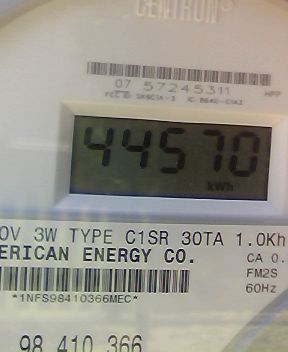 CENTRON®
07 57245311
44570
kWh
0V 3W TYPE C1SR 30TA 1.0Kh
ERICAN ENERGY CO.
CA 0.
FM2S
*1NFS98410366MEC*
60Hz
98 410 366